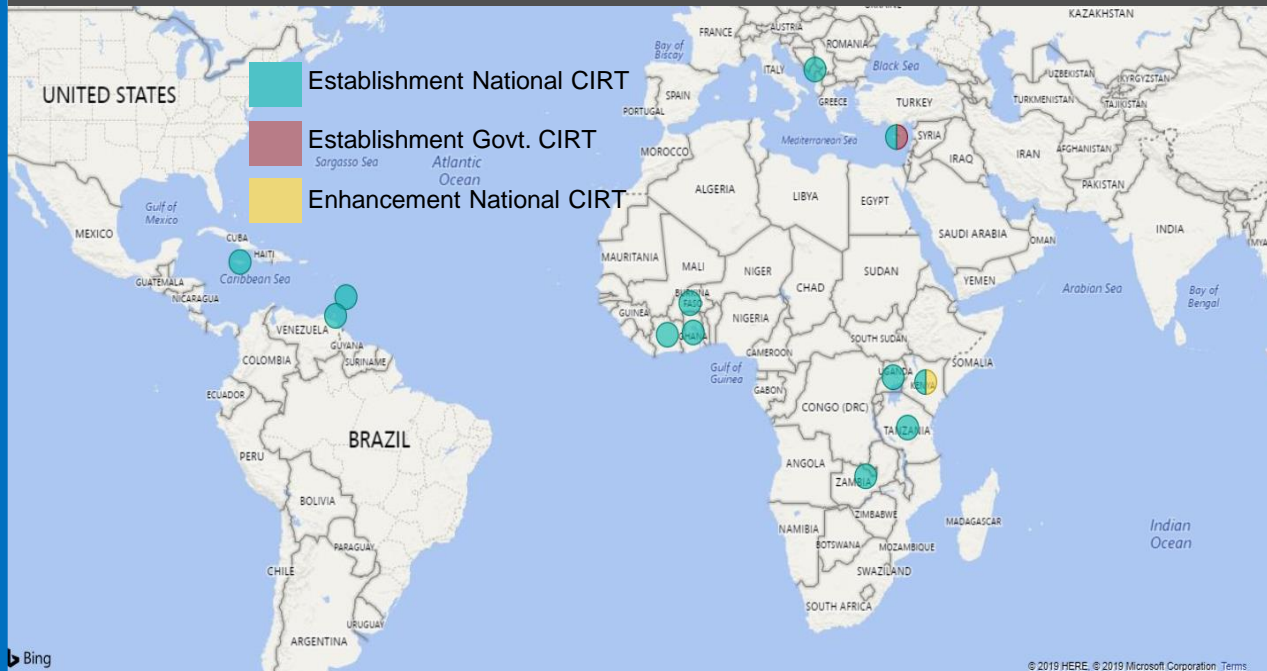 KAZAKHSTAN
FRANCE
AUSTRIA
Bay of
Biscay
ROMANIA
ITALY
Black Sea
UZBEKISTAN
KYRGYZSTAN
Establishment National CIRT
UNITED STATES
SPAIN
PORTUGAL
GREECE
TURKEY
TURKMENISTAN
TAJIKISTAN
Establishment Govt. CIRT
Mediterranean Sea
SYRIA
Sargasso Sea
Atlantic
Ocean
MOROCCO
IRAQ
IRAN
AFGHANISTAN
Enhancement National CIRT
ALGERIA
LIBYA
EGYPT
PAKISTAN
Gulf of
Mexico
MEXICO
CUBA
HAITI
SAUDI ARABIA
OMAN
INDIA
MAURITANIA
MALI
NIGER
CHAD
SUDAN
YEMEN
Caribbean Sea
GUATEMALA
NICARAGUA
Arabian Sea
Bay of
Bengal
BURKINA
FASO
GUINEA
NIGERIA
GHANA
VENEZUELA
GUYANA
SURINAME
COLOMBIA
CAMEROON
SOUTH SUDAN
SOMALIA
Gulf of
Guinea
GABON
UGANDA
KENYA
ECUADOR
CONGO (DRC)
TANZANIA
BRAZIL
PERU
ANGOLA
ZAMBIA
BOLIVIA
ZIMBABWE
MADAGASCAR
NAMIBIA
BOTSWANA
MOZAMBIQUE
Indian
Ocean
PARAGUAY
CHILE
SWAZILAND
SOUTH AFRICA
URUGUAY
ARGENTINA
Bing
© 2019 HERE, © 2019 Microsoft Corporation Terms